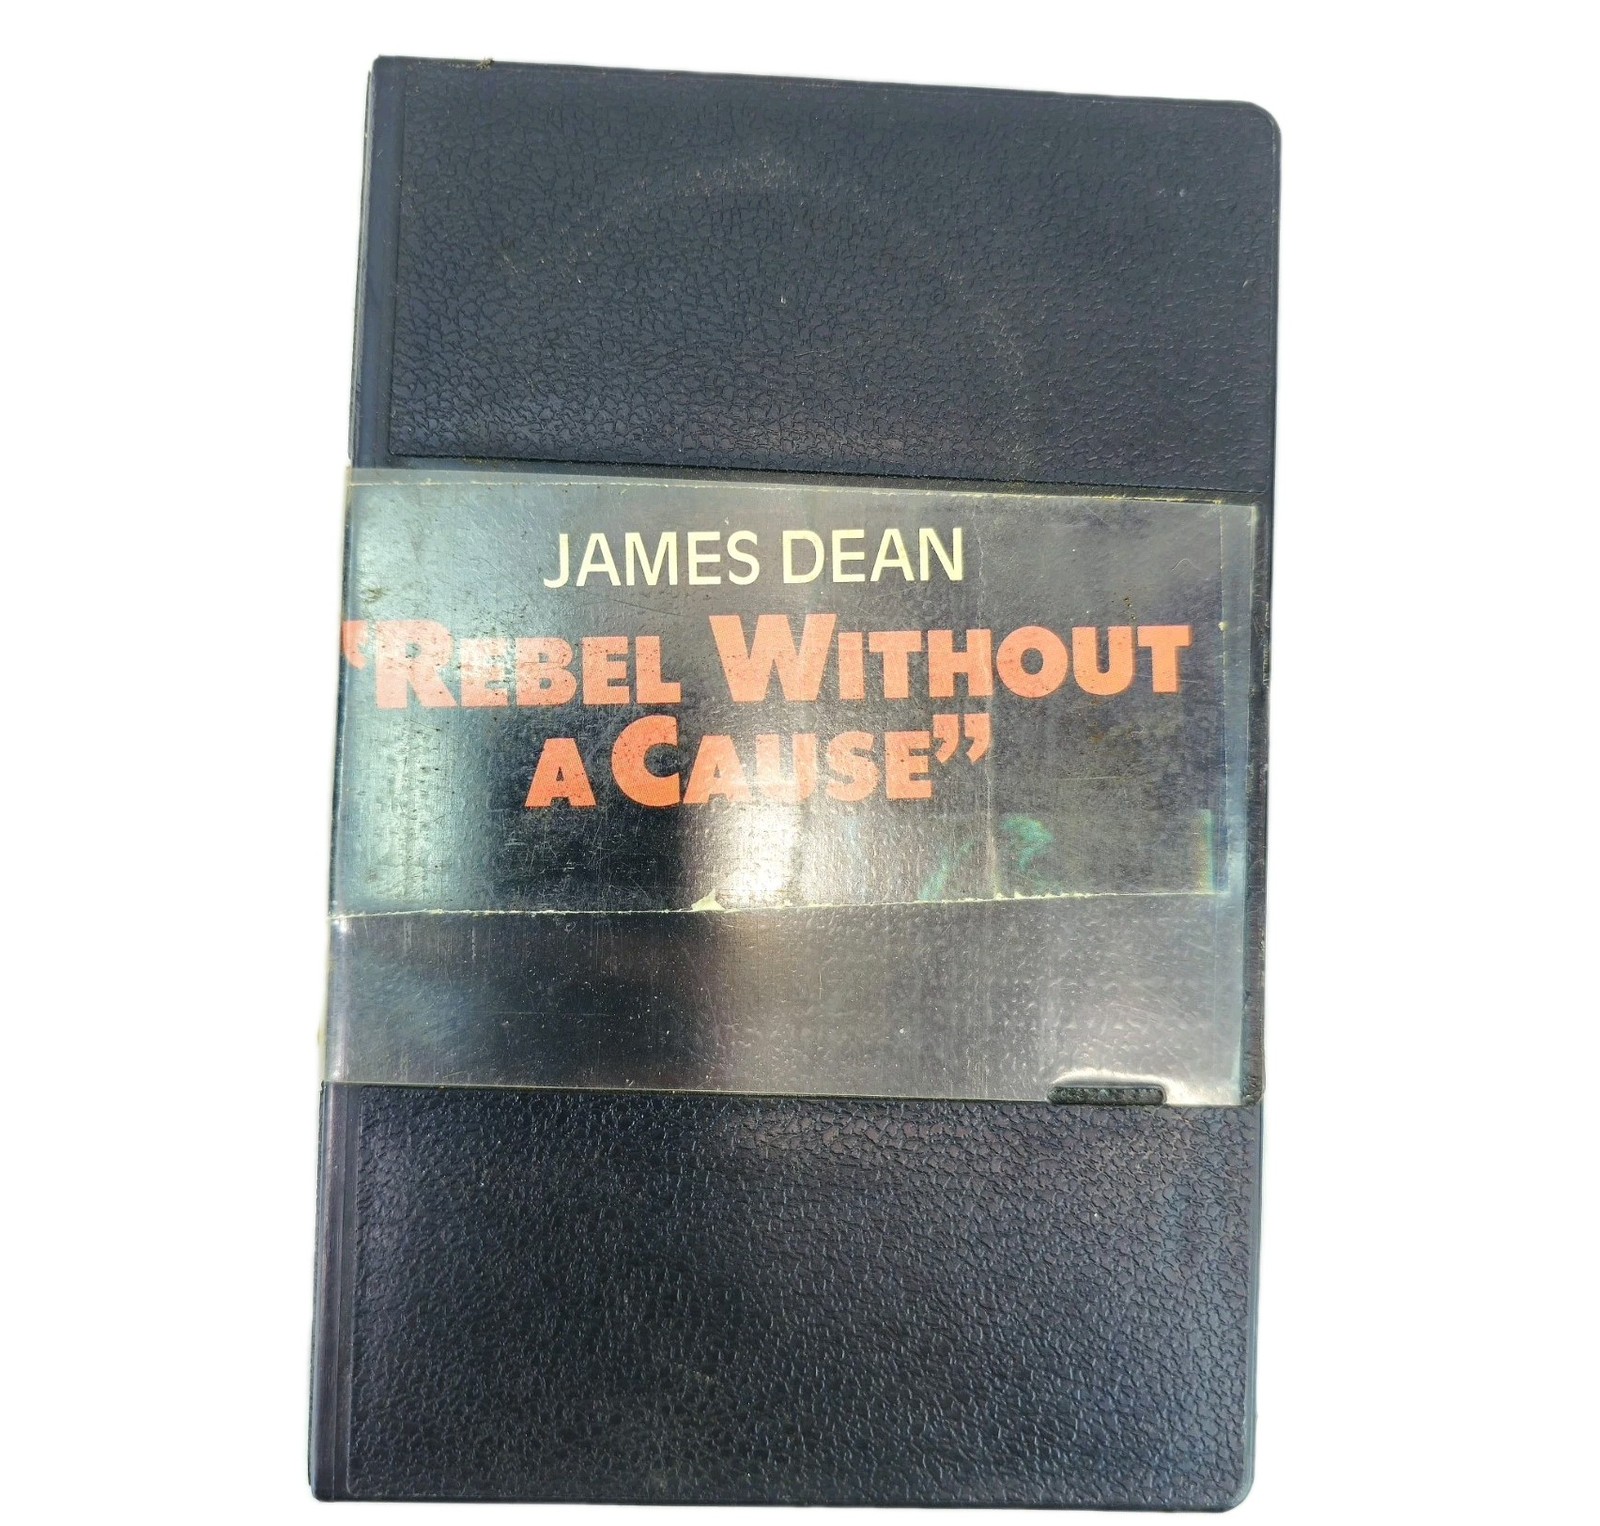 JAMES DEAN
“REBEL WITHOUT
A CAUSE”